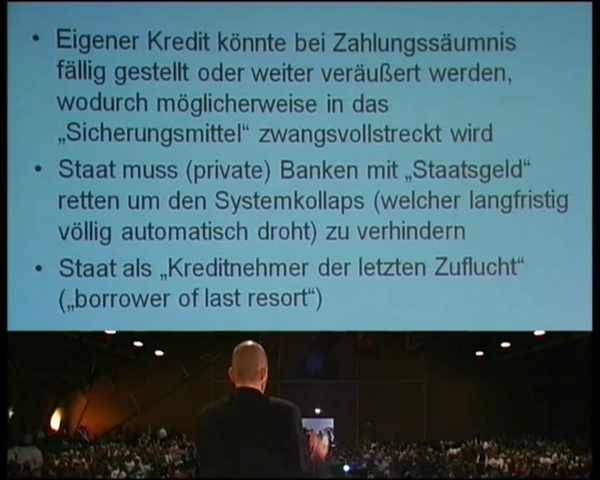 • Eigener Kredit könnte bei Zahlungssäumnis
fällig gestellt oder weiter veräußert werden,
wodurch möglicherweise in das
„Sicherungsmittel“ zwangsvollstreckt wird
• Staat muss (private) Banken mit „Staatsgeld“
retten um den Systemkollaps (welcher langfristig
völlig automatisch droht) zu verhindern
• Staat als „Kreditnehmer der letzten Zuflucht“
(„borrower of last resort“)